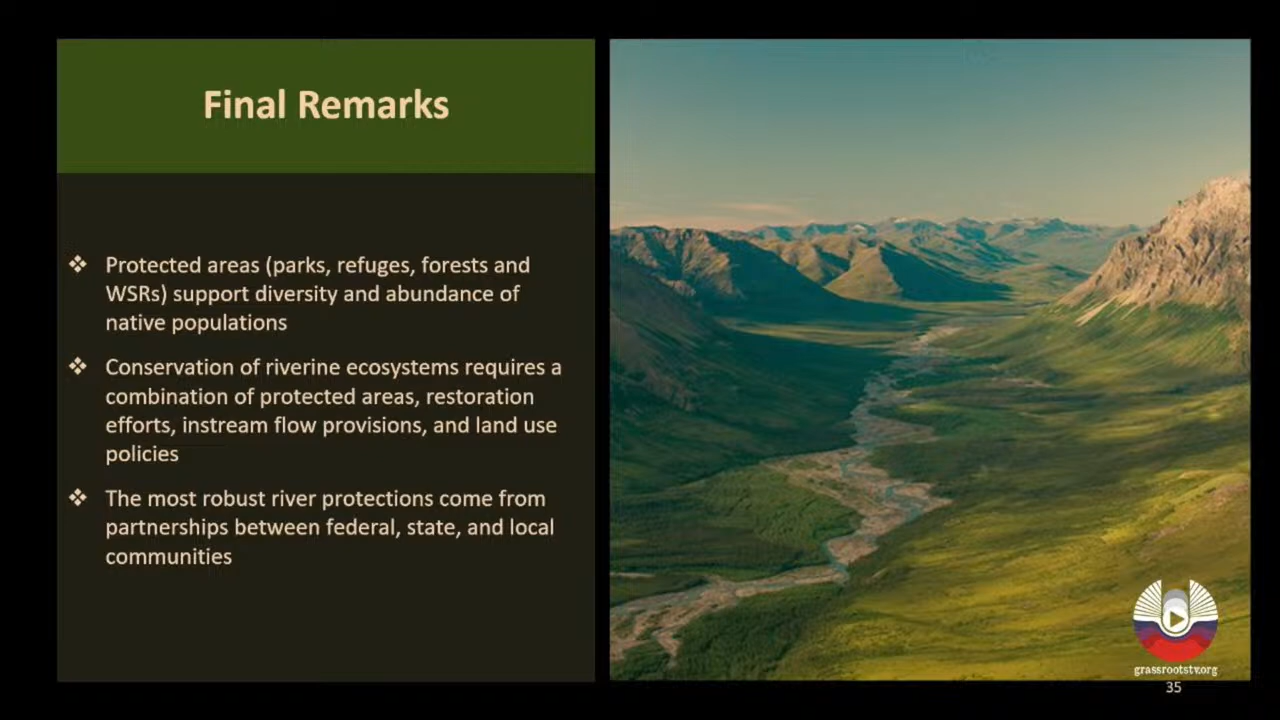 Final Remarks
❖ Protected areas (parks, refuges, forests and
WSRs) support diversity and abundance of
native populations
❖ Conservation of riverine ecosystems requires a
combination of protected areas, restoration
efforts, instream flow provisions, and land use
policies
❖ The most robust river protections come from
partnerships between federal, state, and local
communities
grassrootstv.org
35